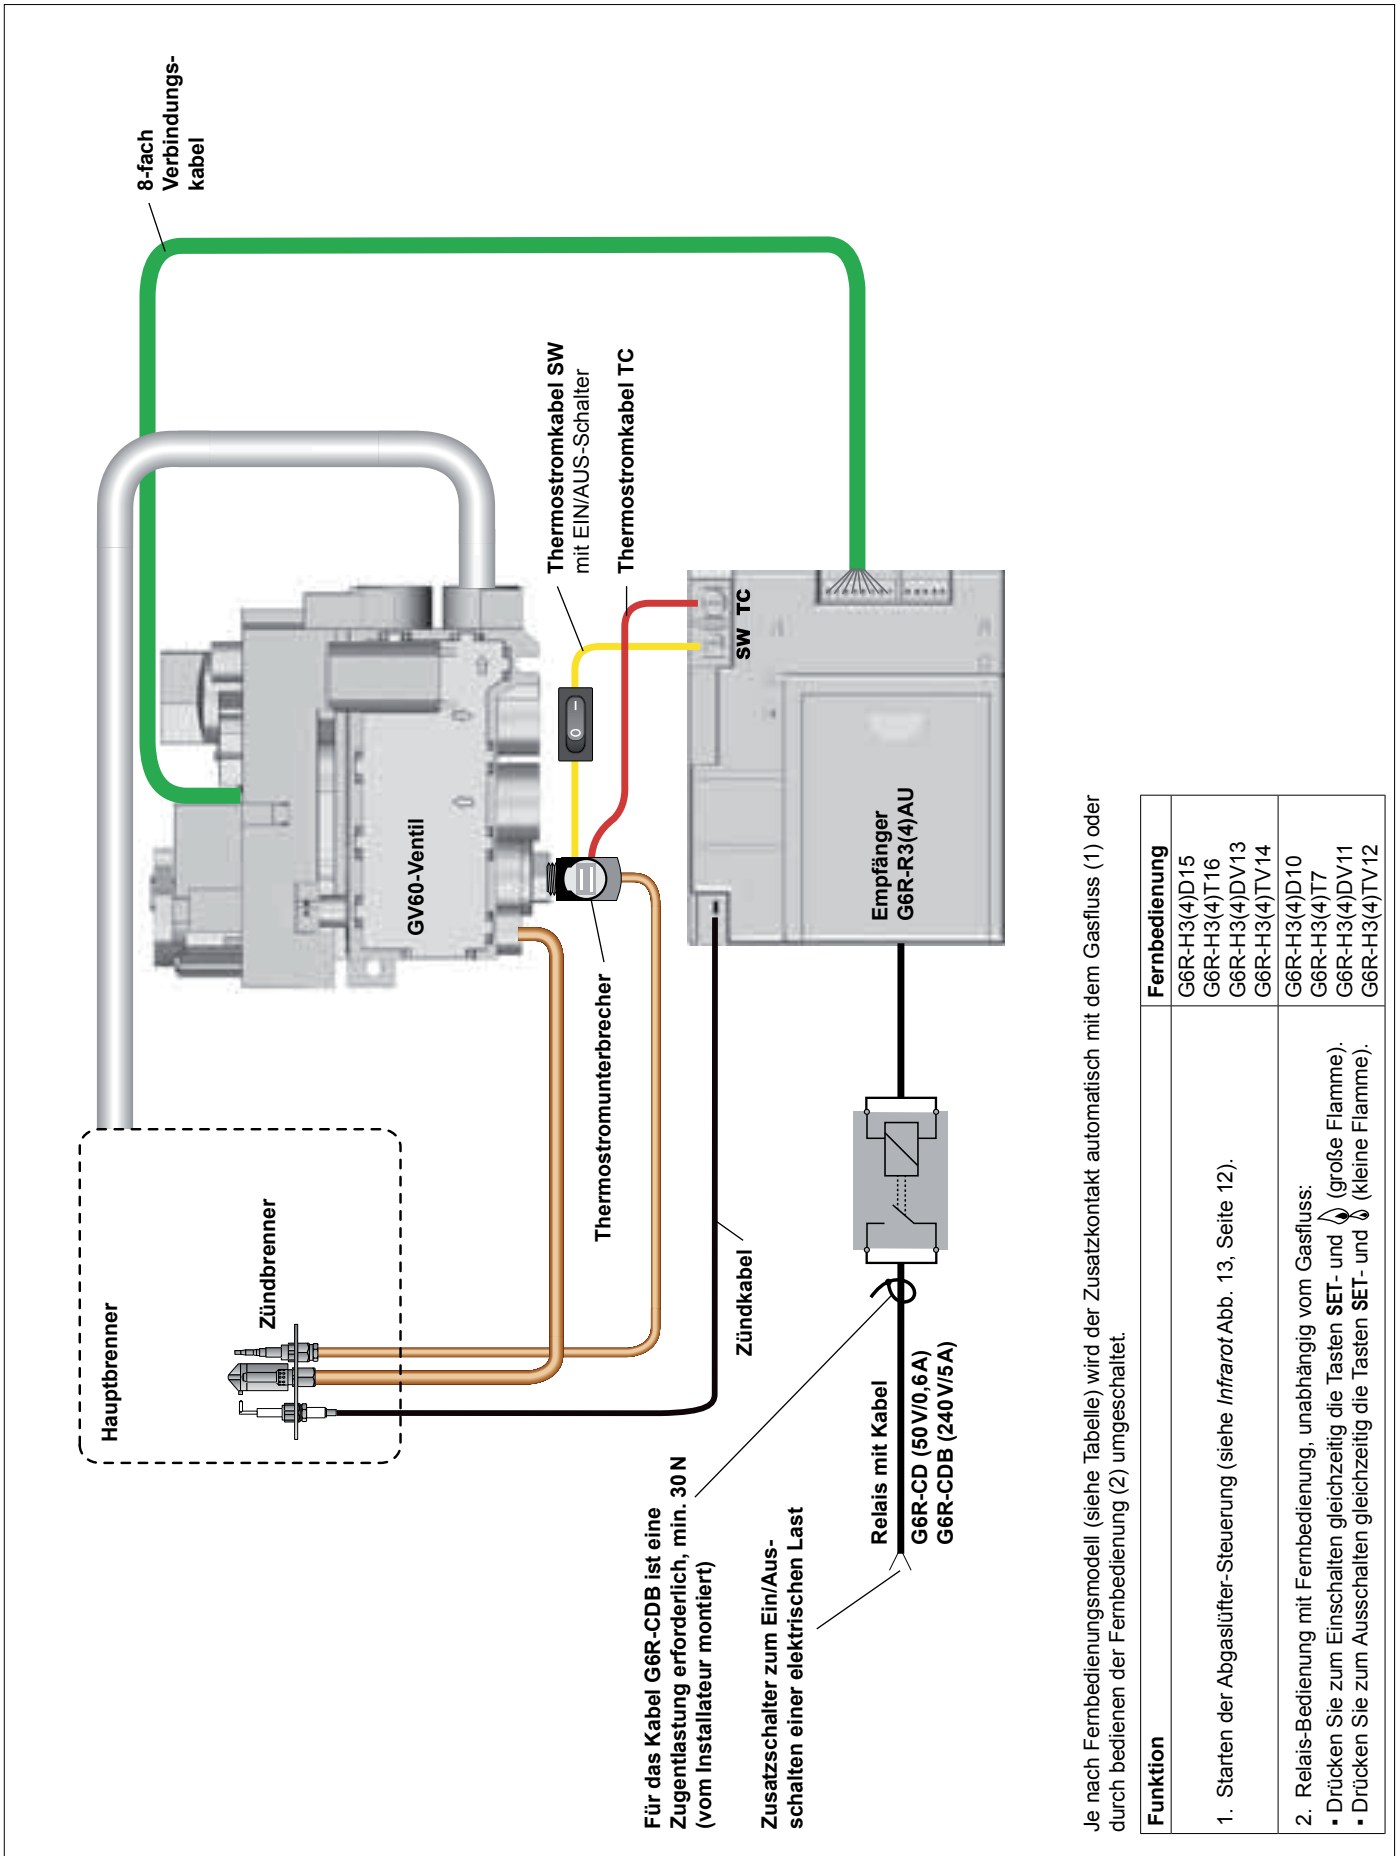 8-fach
Verbindungs-
kabel
Thermostromkabel SW
mit EIN/AUS-Schalter
Thermostromkabel TC
GV60-Ventil
0 I
SW TC
Empfänger
G6R-R3(4)AU
Thermostromunterbrecher
Hauptbrenner
Zündbrenner
Zündkabel
Für das Kabel G6R-CDB ist eine
Zugentlastung erforderlich, min. 30 N
(vom Installateur montiert)
Zusatzschalter zum Ein/Aus-
schalten einer elektrischen Last
Relais mit Kabel
G6R-CD (50 V/0,6 A)
G6R-CDB (240 V/5 A)
Je nach Fernbedienungsmodell (siehe Tabelle) wird der Zusatzkontakt automatisch mit dem Gasfluss (1) oder
durch bedienen der Fernbedienung (2) umgeschaltet.
Funktion Fernbedienung
1. Starten der Abgaslüfter-Steuerung (siehe Infrarot Abb. 13, Seite 12).
G6R-H3(4)D15
G6R-H3(4)T16
G6R-H3(4)DV13
G6R-H3(4)TV14
2. Relais-Bedienung mit Fernbedienung, unabhängig vom Gasfluss:
▪ Drücken Sie zum Einschalten gleichzeitig die Tasten SET- und (große Flamme).
▪ Drücken Sie zum Ausschalten gleichzeitig die Tasten SET- und (kleine Flamme).
G6R-H3(4)D10
G6R-H3(4)T7
G6R-H3(4)DV11
G6R-H3(4)TV12